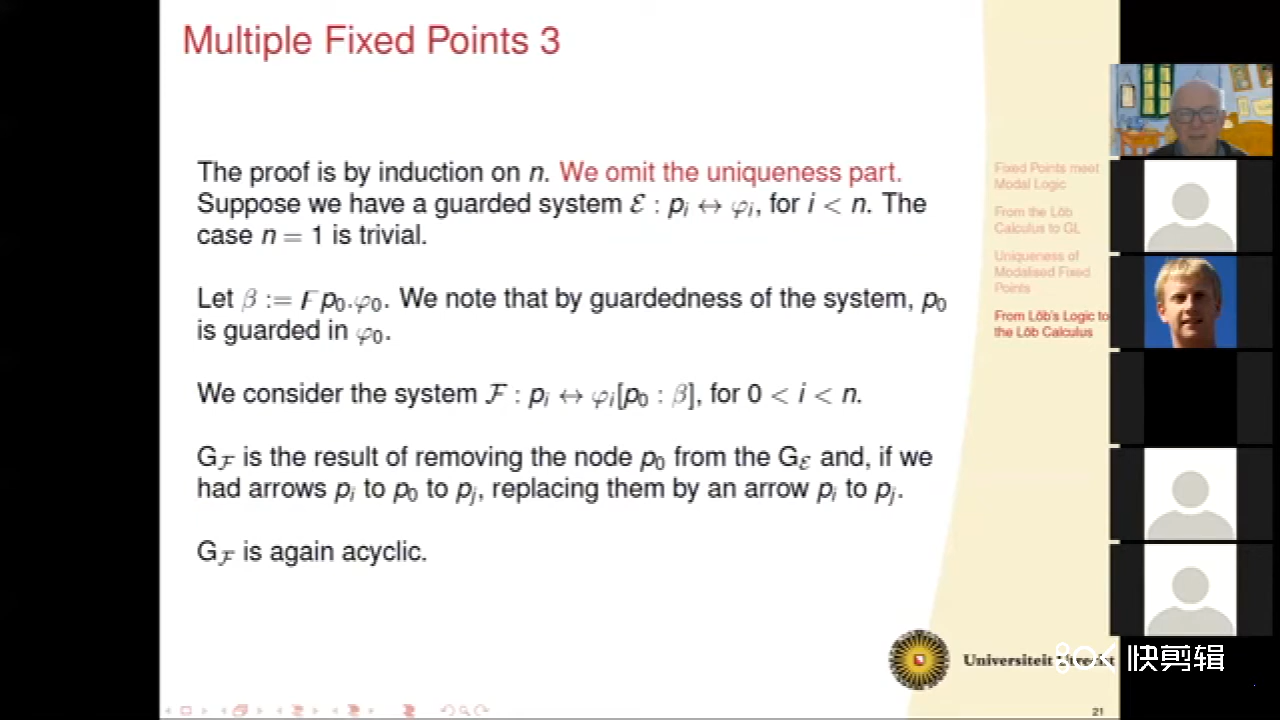 Multiple Fixed Points 3
The proof is by induction on n. We omit the uniqueness part.
Suppose we have a guarded system ℰ : pᵢ ↔ φᵢ, for i < n. The
case n = 1 is trivial.
Let β := Ϝp₀.φ₀. We note that by guardedness of the system, p₀
is guarded in φ₀.
We consider the system ℱ : pᵢ ↔ φᵢ[p₀ : β], for 0 < i < n.
G_ℱ is the result of removing the node p₀ from the G_ℰ and, if we
had arrows pᵢ to p₀ to pⱼ, replacing them by an arrow pᵢ to pⱼ.
G_ℱ is again acyclic.
Fixed Points meet
Modal Logic
From the Löb
Calculus to GL
Uniqueness of
Modalised Fixed
Points
From Löb's Logic to
the Löb Calculus
Universiteit Utrecht
快剪辑
21